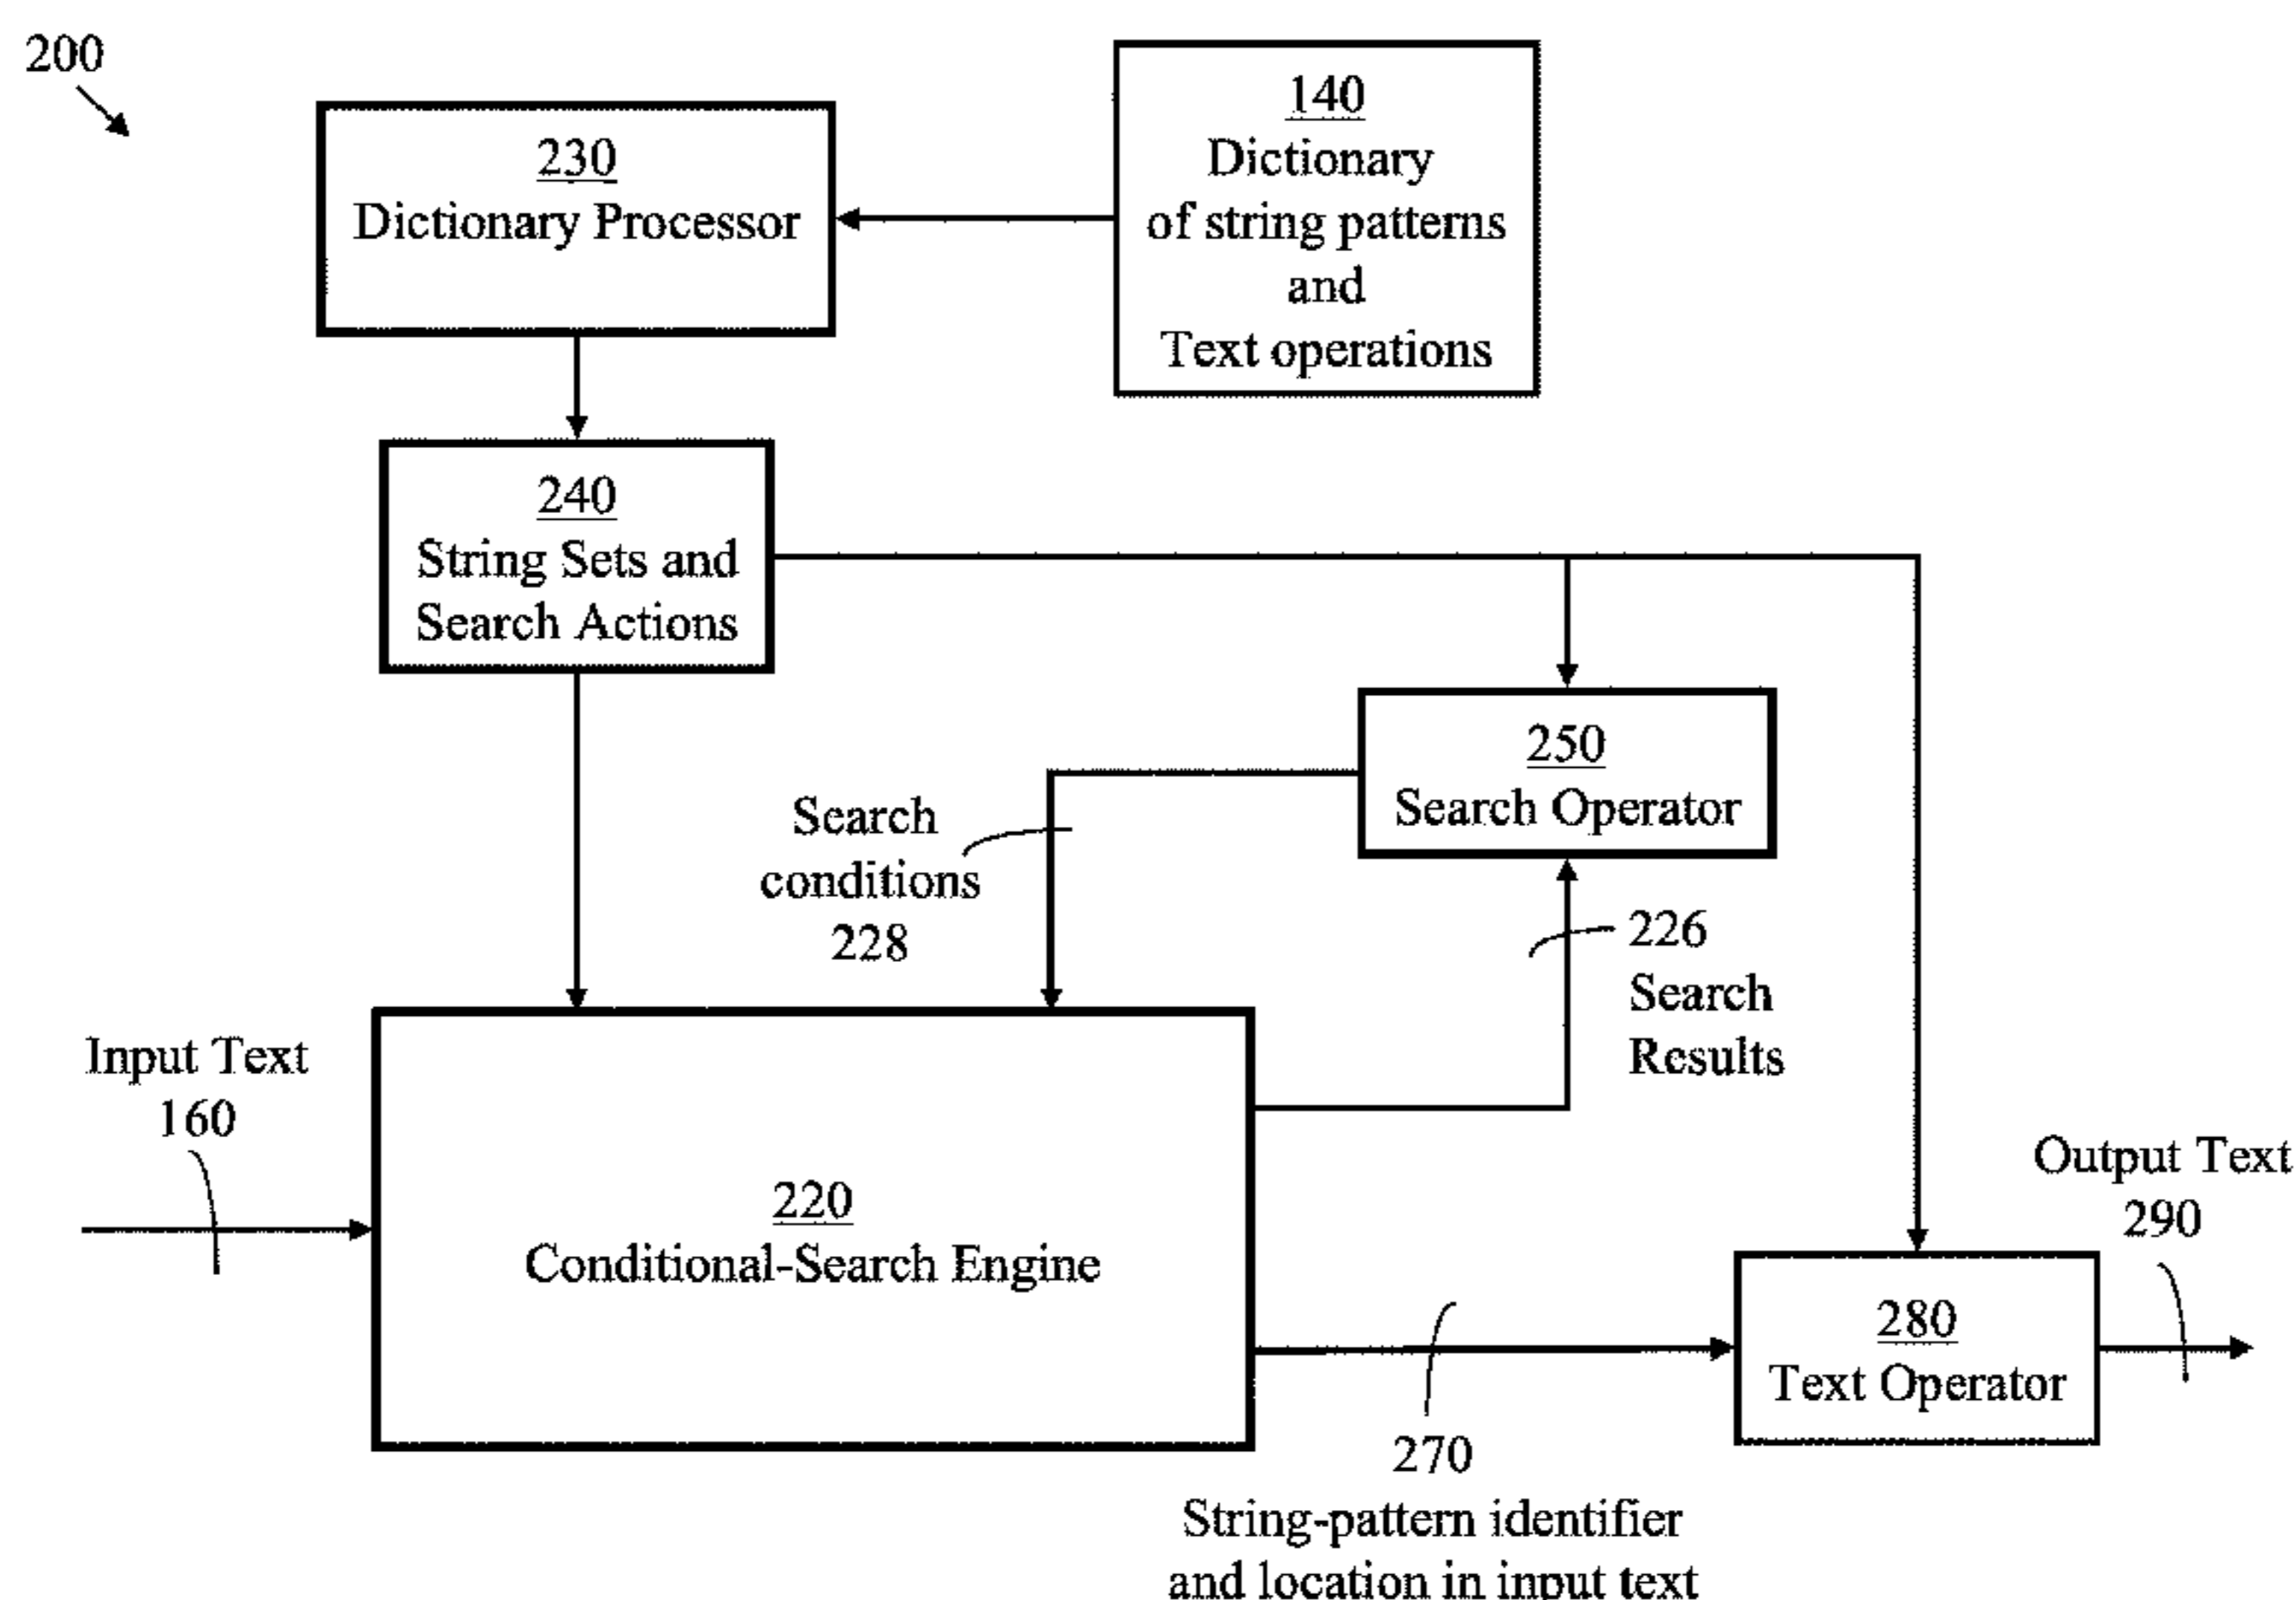 200
140
Dictionary
of string patterns
and
Text operations
230
Dictionary Processor
240
String Sets and
Search Actions
250
Search Operator
Search
conditions
228
226
Search
Results
Input Text
160
220
Conditional-Search Engine
Output Text
290
280
Text Operator
270
String-pattern identifier
and location in input text